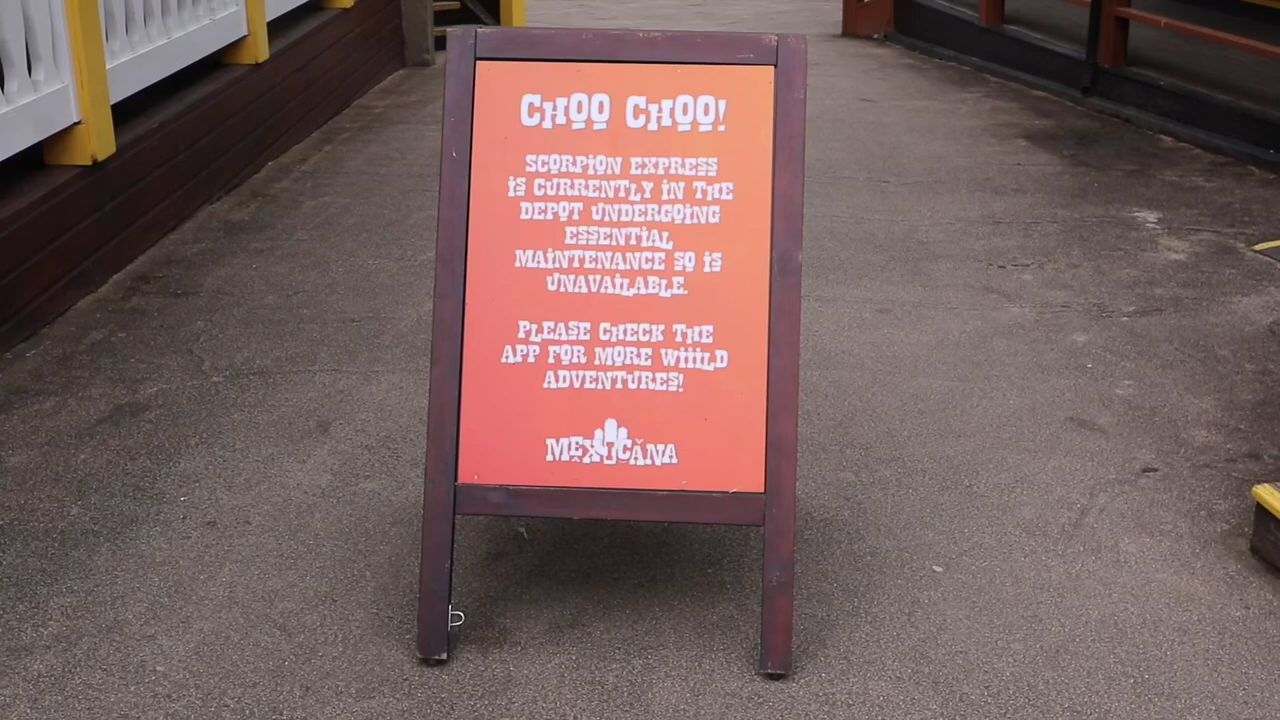 CHOO CHOO!
SCORPION EXPRESS
IS CURRENTLY IN THE
DEPOT UNDERGOING
ESSENTIAL
MAINTENANCE SO IS
UNAVAILABLE.
PLEASE CHECK THE
APP FOR MORE WIIILD
ADVENTURES!
MEXICANA